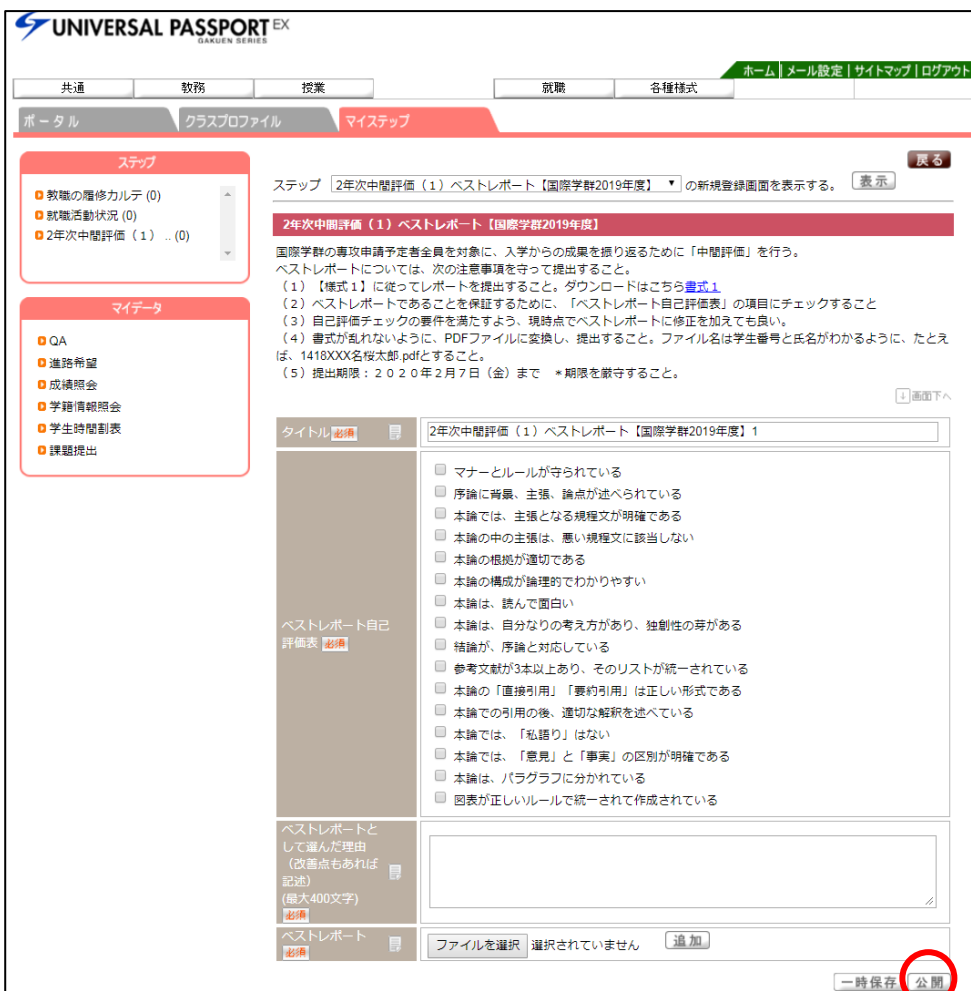 UNIVERSAL PASSPORT EX
GAKUEN SERIES
ホーム | メール設定 | サイトマップ | ログアウト
共通 教務 授業 就職 各種様式
ポータル クラスプロファイル マイステップ
ステップ
教職の履修カルテ (0)
就職活動状況 (0)
2年次中間評価（1） .. (0)
マイデータ
QA
進路希望
成績照会
学籍情報照会
学生時間割表
課題提出
戻る
ステップ 2年次中間評価（1）ベストレポート【国際学群2019年度】 の新規登録画面を表示する。 表示
2年次中間評価（1）ベストレポート【国際学群2019年度】
国際学群の専攻申請予定者全員を対象に、入学からの成果を振り返るために「中間評価」を行う。
ベストレポートについては、次の注意事項を守って提出すること。
（1）【様式１】に従ってレポートを提出すること。ダウンロードはこちら書式１
（2）ベストレポートであることを保証するために、「ベストレポート自己評価表」の項目にチェックすること
（3）自己評価チェックの要件を満たすよう、現時点でベストレポートに修正を加えても良い。
（4）書式が乱れないように、PDFファイルに変換し、提出すること。ファイル名は学生番号と氏名がわかるように、たとえ
ば、1418XXX名桜太郎.pdfとすること。
（5）提出期限：２０２０年２月７日（金）まで　＊期限を厳守すること。
↓画面下へ
タイトル 必須 2年次中間評価（1）ベストレポート【国際学群2019年度】1
ベストレポート自己
評価表 必須
マナーとルールが守られている
序論に背景、主張、論点が述べられている
本論では、主張となる規程文が明確である
本論の中の主張は、悪い規程文に該当しない
本論の根拠が適切である
本論の構成が論理的でわかりやすい
本論は、読んで面白い
本論は、自分なりの考え方があり、独創性の芽がある
結論が、序論と対応している
参考文献が3本以上あり、そのリストが統一されている
本論の「直接引用」「要約引用」は正しい形式である
本論での引用の後、適切な解釈を述べている
本論では、「私語り」はない
本論では、「意見」と「事実」の区別が明確である
本論は、パラグラフに分かれている
図表が正しいルールで統一されて作成されている
ベストレポートと
して選んだ理由
（改善点もあれば
記述）
(最大400文字)
必須
ベストレポート
必須
ファイルを選択 選択されていません 追加
一時保存 公開